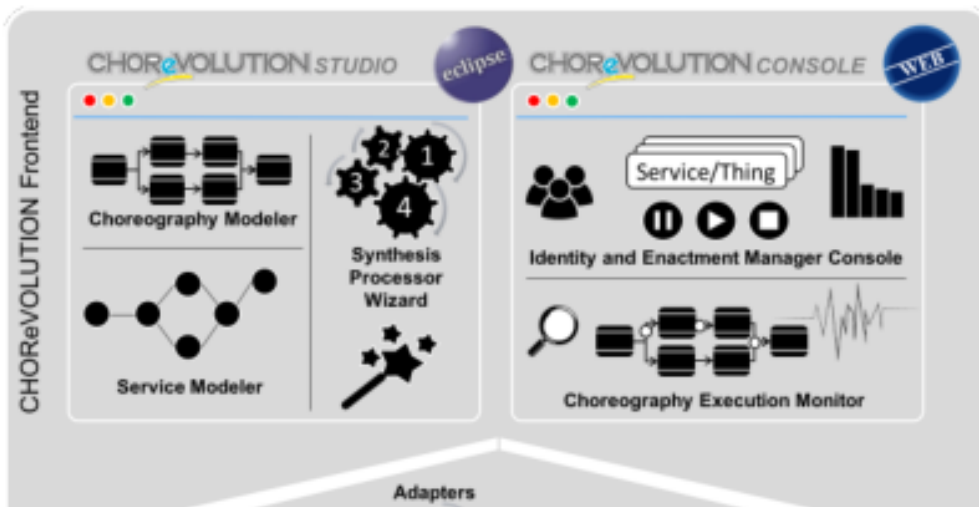 CHOReVOLUTION STUDIO
eclipse
CHOReVOLUTION CONSOLE
WEB
CHOReVOLUTION Frontend
Choreography Modeler
Service Modeler
1
2
3
4
Synthesis
Processor
Wizard
Service/Thing
Identity and Enactment Manager Console
Choreography Execution Monitor
Adapters